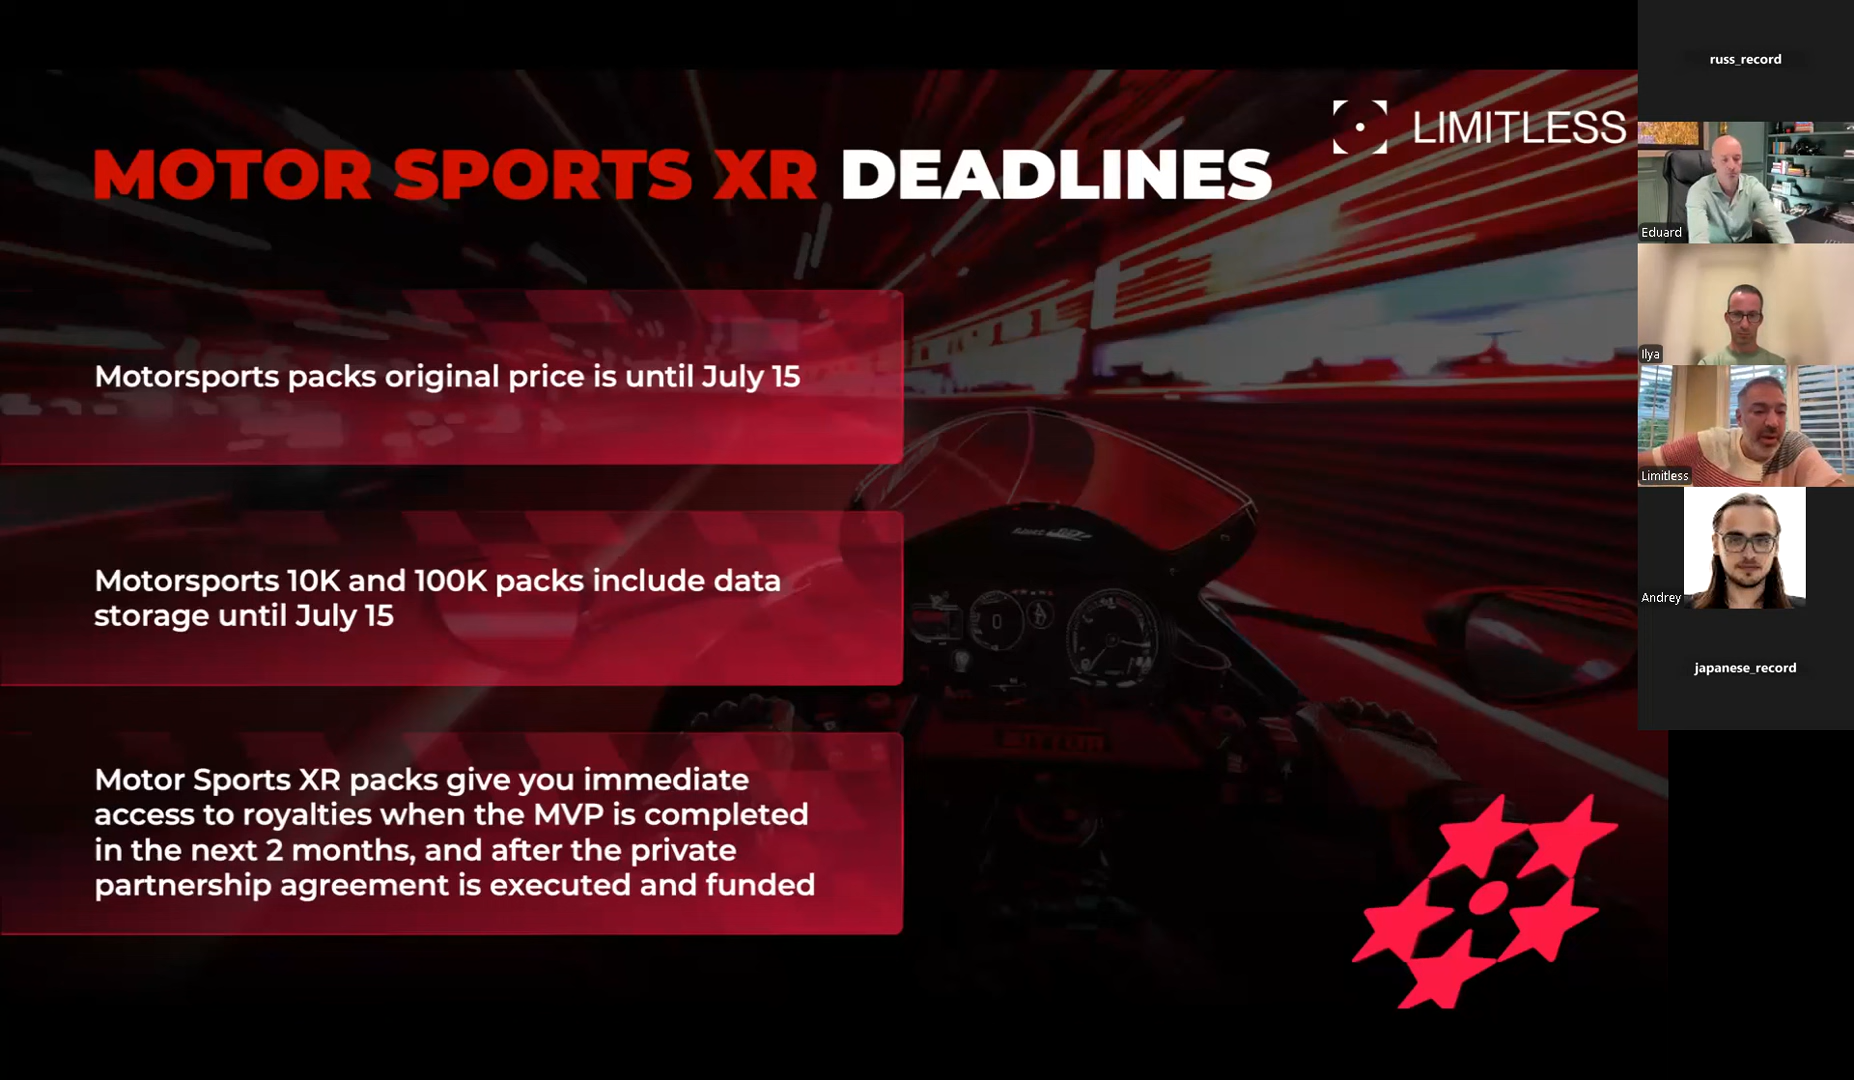 MOTOR SPORTS XR DEADLINES
LIMITLESS
Motorsports packs original price is until July 15
Motorsports 10K and 100K packs include data
storage until July 15
Motor Sports XR packs give you immediate
access to royalties when the MVP is completed
in the next 2 months, and after the private
partnership agreement is executed and funded
russ_record
Eduard
Ilya
Limitless
Andrey
japanese_record